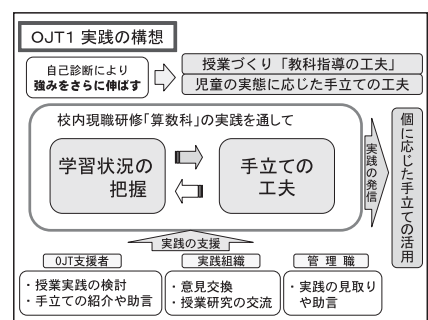 OJT1 実践の構想
自己診断により
強みをさらに伸ばす
授業づくり「教科指導の工夫」
児童の実態に応じた手立ての工夫
校内現職研修「算数科」の実践を通して
学習状況の
把握
手立ての
工夫
実践の発信
個に応じた手立ての活用
実践の支援
OJT支援者
・授業実践の検討
・手立ての紹介や助言
実践組織
・意見交換
・授業研究の交流
管理職
・実践の見取り
や助言